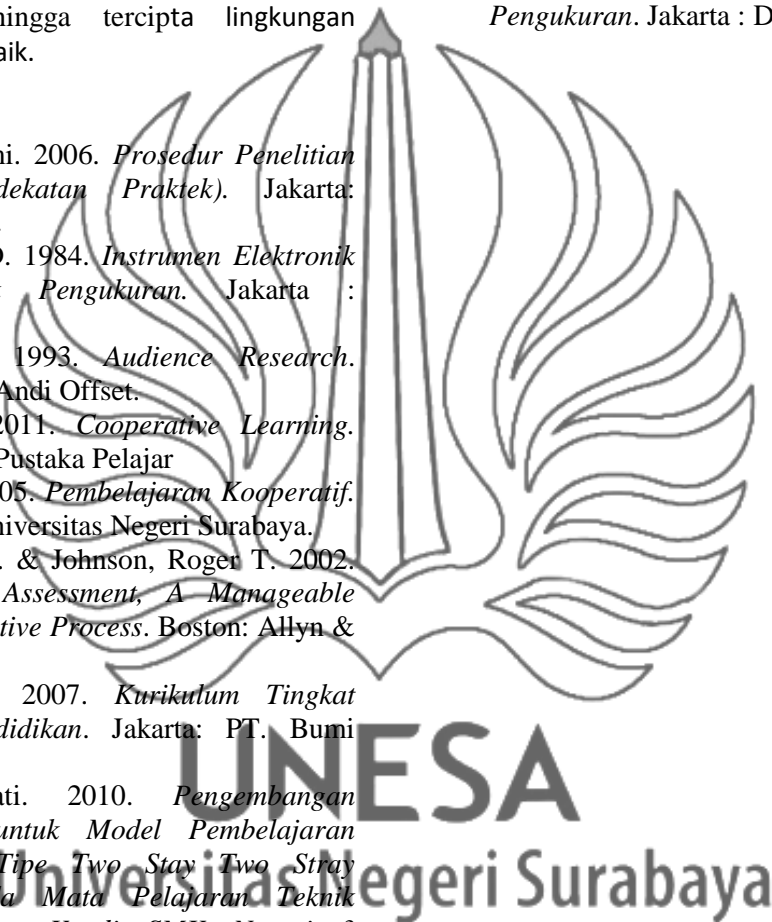 hingga tercipta lingkungan
aik.
ni. 2006. Prosedur Penelitian
dekatan Praktek). Jakarta:
D. 1984. Instrumen Elektronik
Pengukuran. Jakarta :
1993. Audience Research.
Andi Offset.
2011. Cooperative Learning.
Pustaka Pelajar
05. Pembelajaran Kooperatif.
niversitas Negeri Surabaya.
. & Johnson, Roger T. 2002.
Assessment, A Manageable
tive Process. Boston: Allyn &
2007. Kurikulum Tingkat
didikan. Jakarta: PT. Bumi
ati. 2010. Pengembangan
untuk Model Pembelajaran
Tipe Two Stay Two Stray
Mata Pelajaran Teknik
Pengukuran. Jakarta : D
UNESA
Universitas Negeri Surabaya